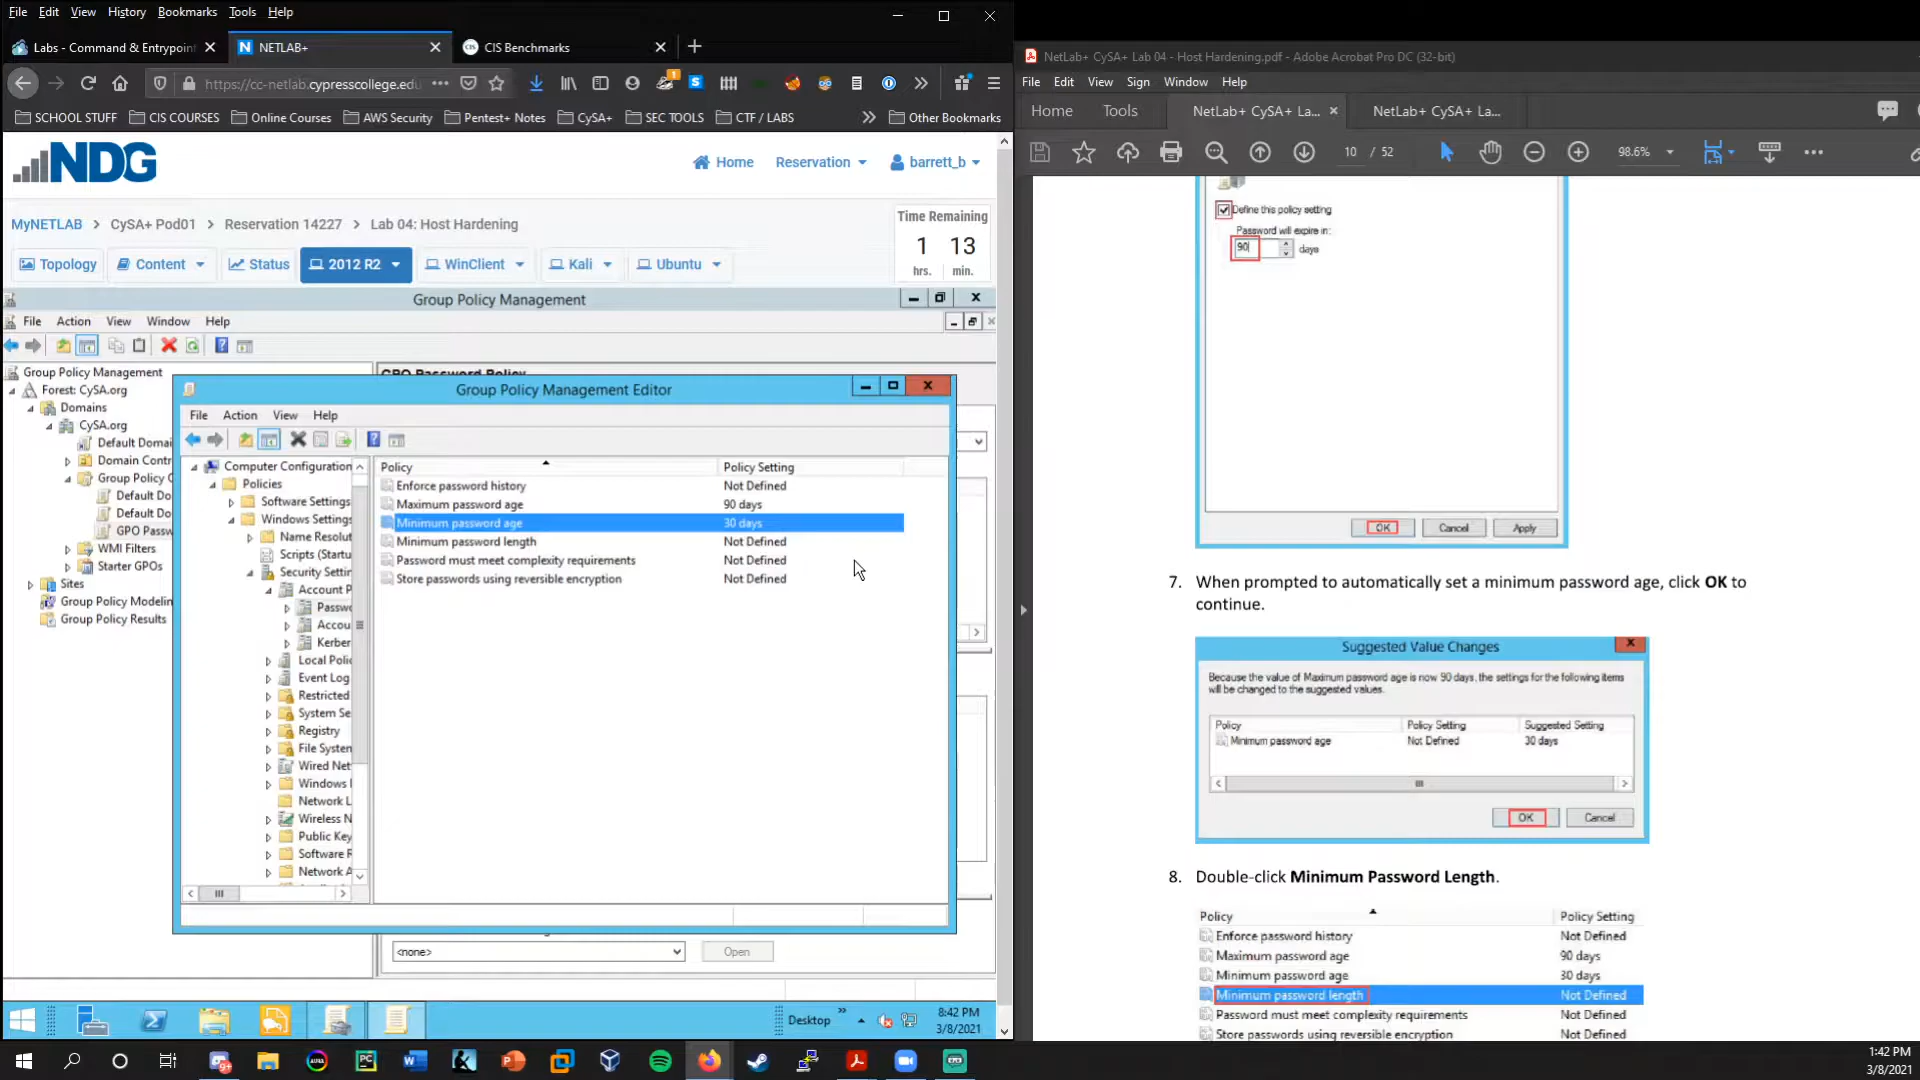 File Edit View History Bookmarks Tools Help
Labs - Command & Entrypoin
NETLAB+
CIS Benchmarks
https://cc-netlab.cypresscollege.edu
SCHOOL STUFF CIS COURSES Online Courses AWS Security Pentest+ Notes CySA+ SEC TOOLS CTF / LABS Other Bookmarks
NDG
Home Reservation barrett_b
MyNETLAB > CySA+ Pod01 > Reservation 14227 > Lab 04: Host Hardening
Time Remaining
1 13
hrs. min.
Topology Content Status 2012 R2 WinClient Kali Ubuntu
Group Policy Management
File Action View Window Help
Group Policy Management
Forest: CySA.org
Domains
CySA.org
Default Domai
Domain Contr
Group Policy O
Default Do
Default Do
GPO Passw
WMI Filters
Starter GPOs
Sites
Group Policy Modelin
Group Policy Results
GPO Password Policy
Group Policy Management Editor
File Action View Help
Computer Configuration
Policies
Software Settings
Windows Settings
Name Resolut
Scripts (Startu
Security Settin
Account P
Passwo
Accou
Kerber
Local Polic
Event Log
Restricted
System Se
Registry
File System
Wired Net
Windows I
Network L
Wireless N
Public Key
Software R
Network A
Policy Policy Setting
Enforce password history Not Defined
Maximum password age 90 days
Minimum password age 30 days
Minimum password length Not Defined
Password must meet complexity requirements Not Defined
Store passwords using reversible encryption Not Defined
<none> Open
Desktop
8:42 PM
3/8/2021
NetLab+ CySA+ Lab 04 - Host Hardening.pdf - Adobe Acrobat Pro DC (32-bit)
File Edit View Sign Window Help
Home Tools NetLab+ CySA+ La... NetLab+ CySA+ La...
10 / 52 98.6%
Define this policy setting
Password will expire in:
90 days
OK Cancel Apply
7. When prompted to automatically set a minimum password age, click OK to
continue.
Suggested Value Changes
Because the value of Maximum password age is now 90 days, the settings for the following items
will be changed to the suggested values.
Policy Policy Setting Suggested Setting
Minimum password age Not Defined 30 days
OK Cancel
8. Double-click Minimum Password Length.
Policy Policy Setting
Enforce password history Not Defined
Maximum password age 90 days
Minimum password age 30 days
Minimum password length Not Defined
Password must meet complexity requirements Not Defined
Store passwords using reversible encryption Not Defined
1:42 PM
3/8/2021